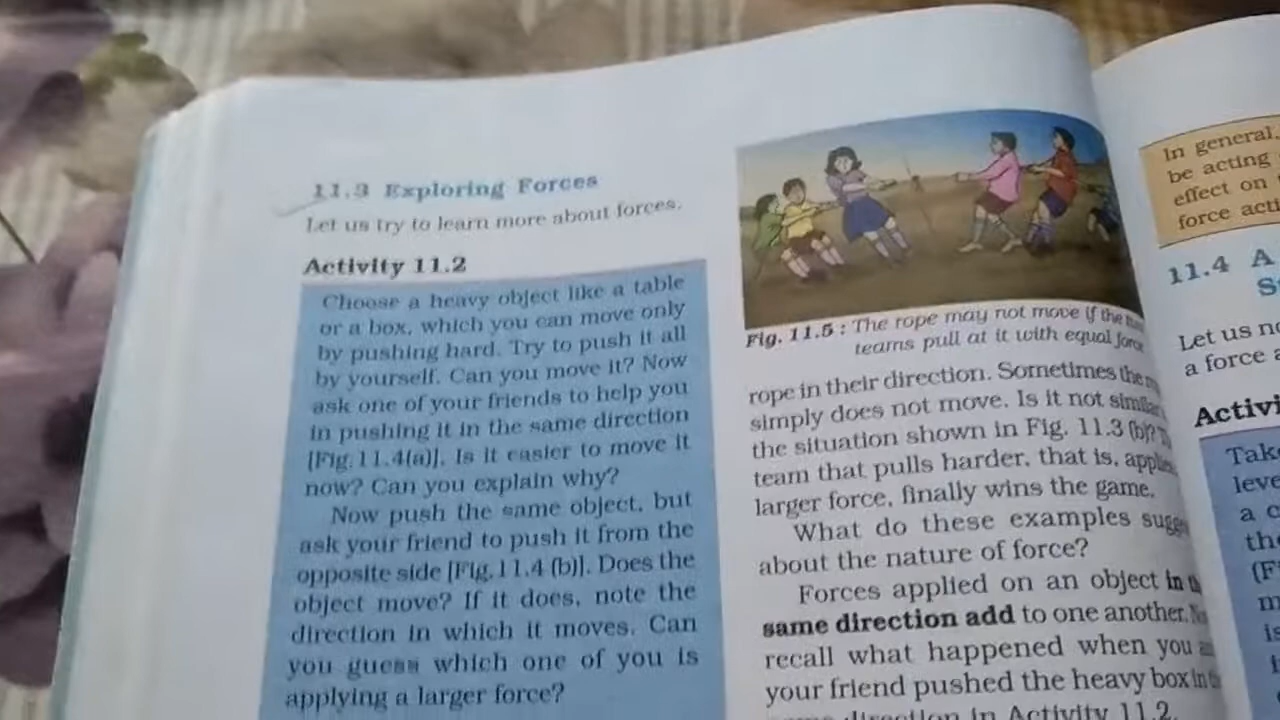 11.3 Exploring Forces
Let us try to learn more about forces.
Activity 11.2
Choose a heavy object like a table
or a box, which you can move only
by pushing hard. Try to push it all
by yourself. Can you move it? Now
ask one of your friends to help you
in pushing it in the same direction
[Fig. 11.4(a)]. Is it easier to move it
now? Can you explain why?
Now push the same object, but
ask your friend to push it from the
opposite side [Fig. 11.4 (b)]. Does the
object move? If it does, note the
direction in which it moves. Can
you guess which one of you is
applying a larger force?
Fig. 11.5 : The rope may not move if the
teams pull at it with equal force
rope in their direction. Sometimes the
simply does not move. Is it not similar
the situation shown in Fig. 11.3 (b)?
team that pulls harder, that is,
larger force, finally wins the game.
What do these examples
about the nature of force?
Forces applied on an object in
same direction add to one another.
recall what happened when you
your friend pushed the heavy box in
direction in Activity 11.2.
In general,
be acting
effect on
force
11.4 A
Let us
a force